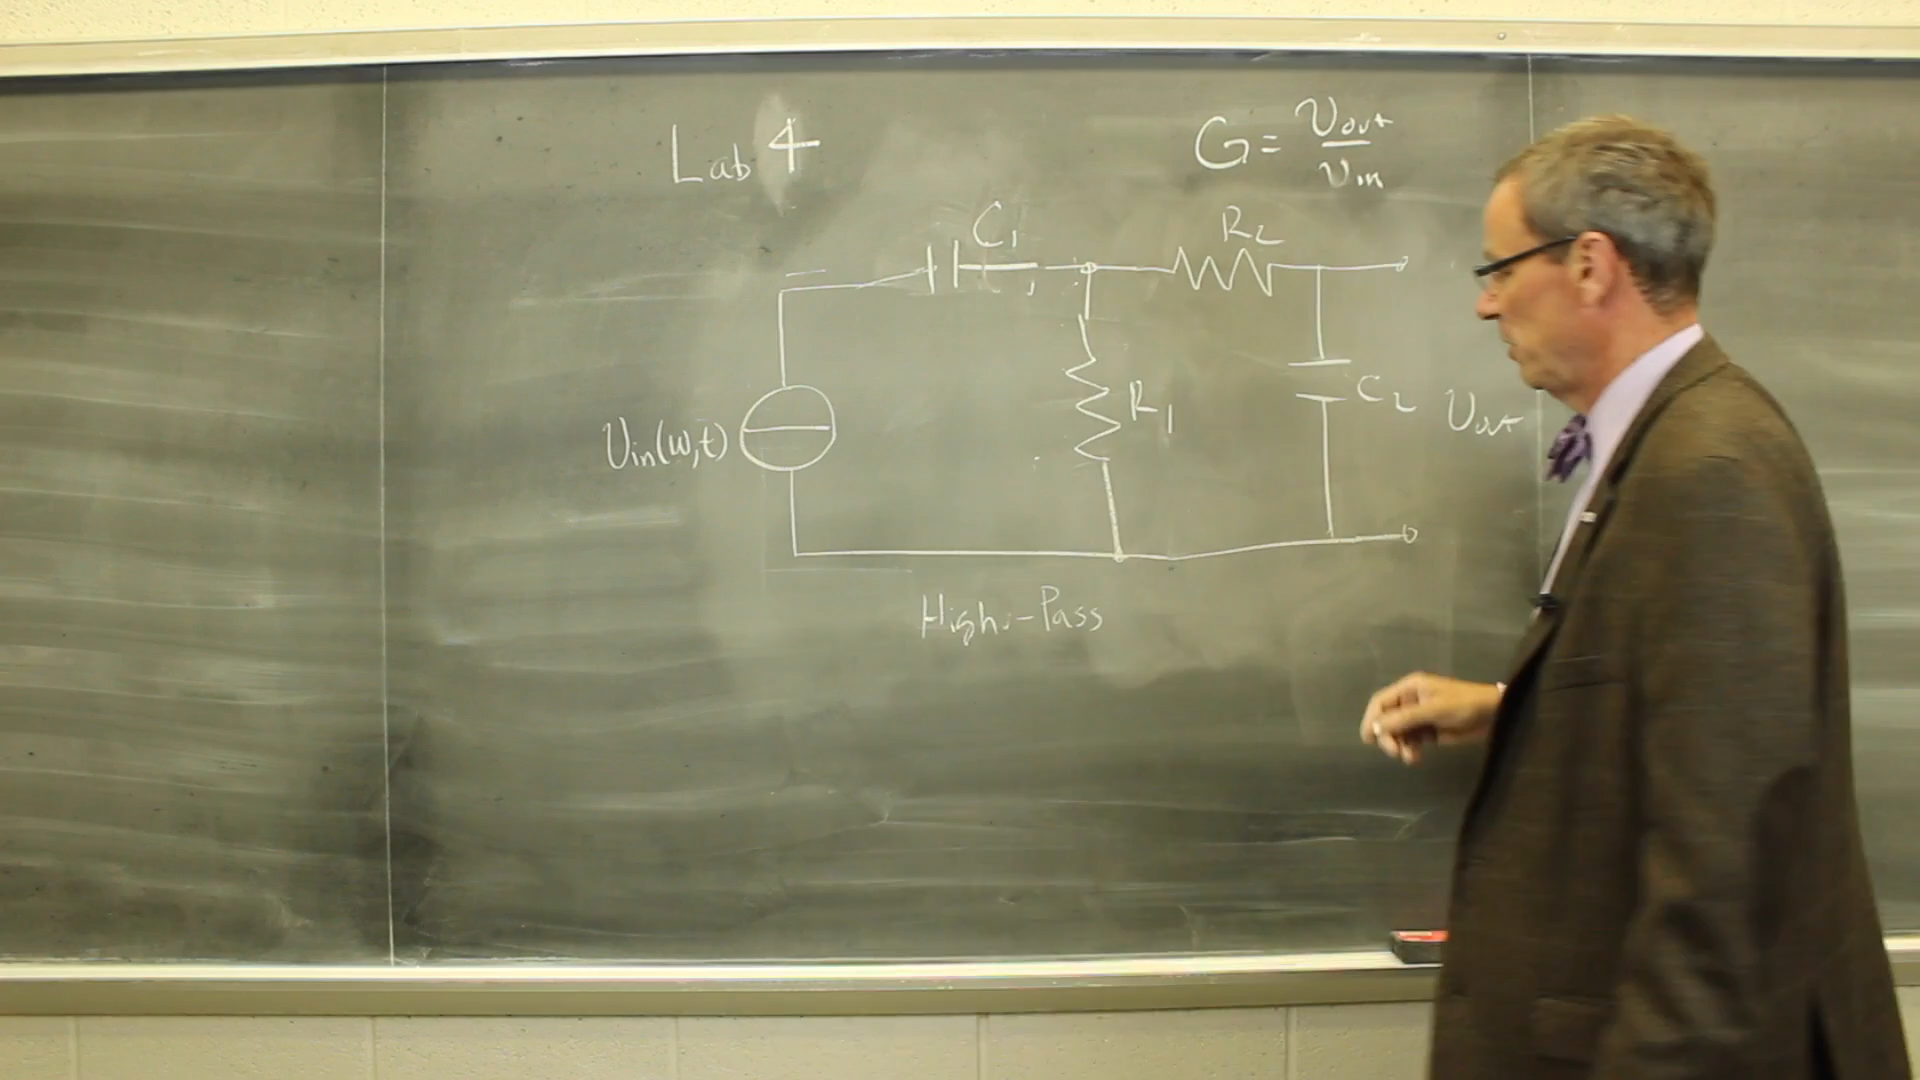 Lab 4
G = Vout / Vin
C1
R2
Vin(w,t)
R1
C2
Vout
High-Pass